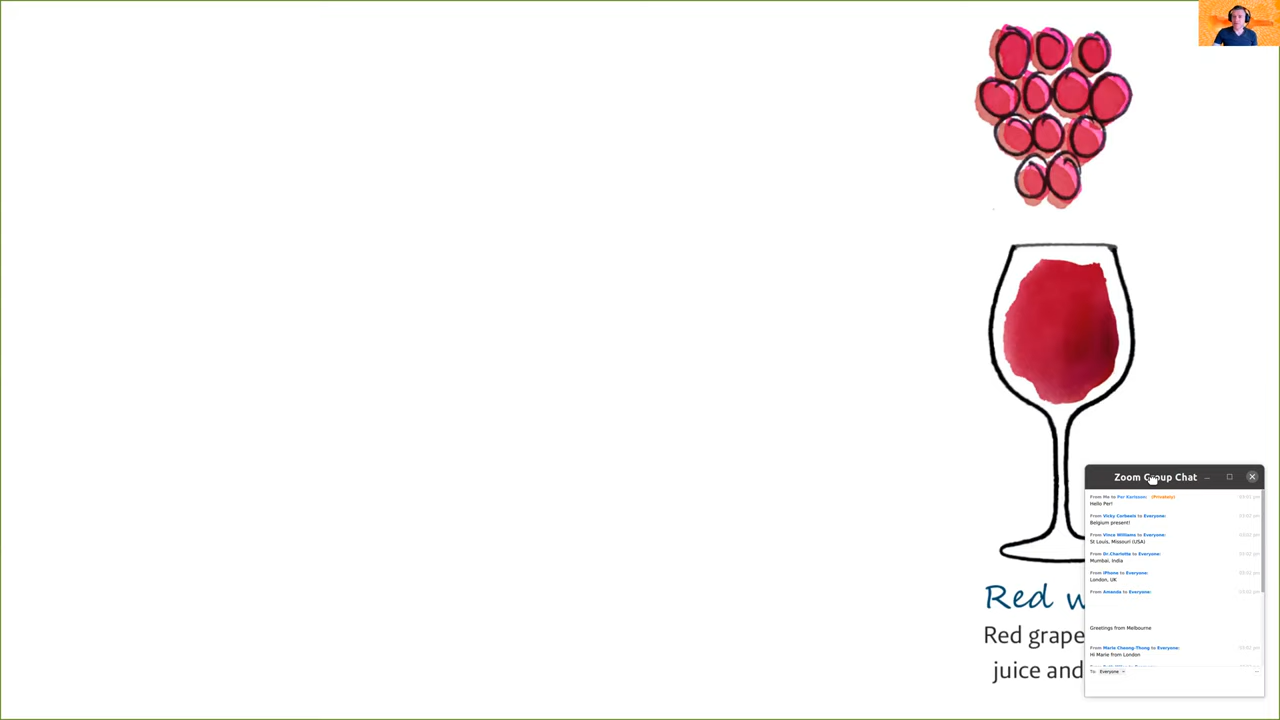 Red w
Red grape
juice and
Zoom Group Chat
From Me to Per Karlsson: (Privately)
Hello Per!
From Vicky Corbeels to Everyone:
Belgium present!
From Vince Williams to Everyone:
St Louis, Missouri (USA)
From Dr.Charlotte to Everyone:
Mumbai, India
From iPhone to Everyone:
London, UK
From Amanda to Everyone:
Greetings from Melbourne
From Marie Cheong-Thong to Everyone:
Hi Marie from London
To: Everyone